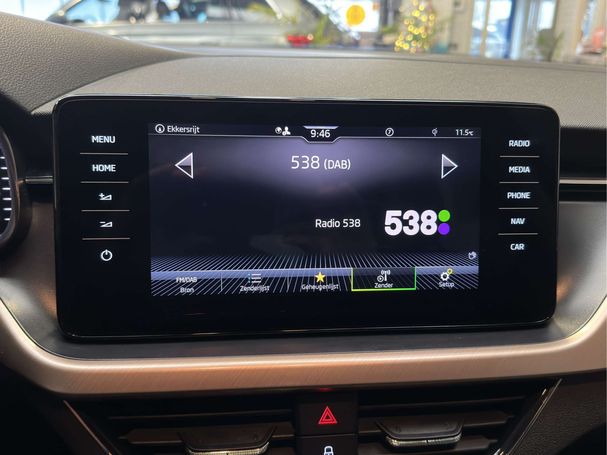 MENU
HOME
Ekkersrijt
9:46
11.5°C
538 (DAB)
Radio 538
538
FM/DAB
Bron
Zenderlijst
Geheugenlijst
Zender
Setup
RADIO
MEDIA
PHONE
NAV
CAR